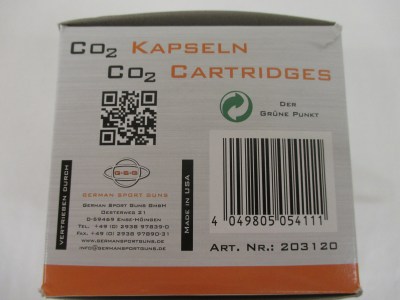 CO2 KAPSELN
CO2 CARTRIDGES
DER
GRÜNE PUNKT
VERTRIEBEN DURCH
G·S·G
GERMAN SPORT GUNS
GERMAN SPORT GUNS GMBH
OESTERWEG 21
D-59469 ENSE-HÖINGEN
TEL. +49 (0) 2938 97839-0
FAX. +49 (0) 2938 97830-31
WWW.GERMANSPORTGUNS.DE
INFO@GERMANSPORTGUNS.DE
MADE IN USA
4 049805 054111
ART. NR.: 203120